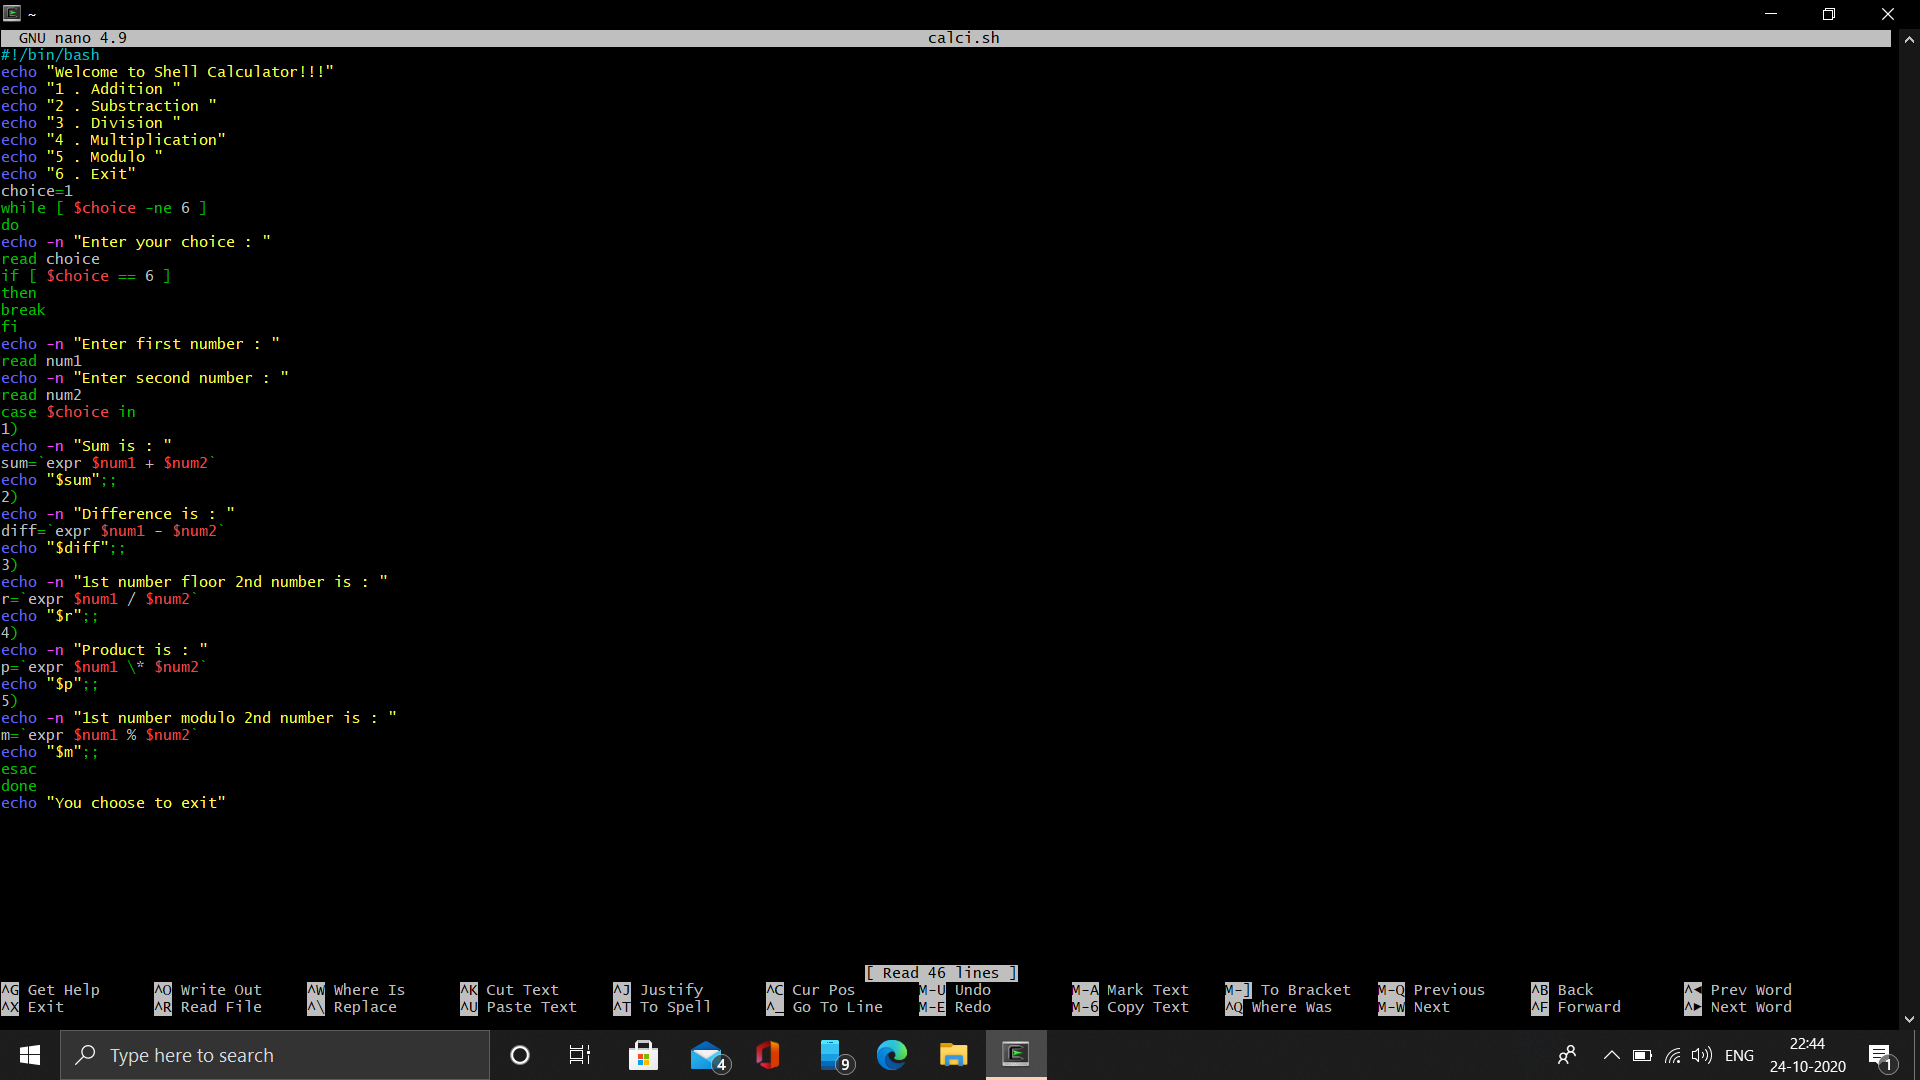 ~
GNU nano 4.9 calci.sh
#!/bin/bash
echo "Welcome to Shell Calculator!!!"
echo "1 . Addition "
echo "2 . Substraction "
echo "3 . Division "
echo "4 . Multiplication"
echo "5 . Modulo "
echo "6 . Exit"
choice=1
while [ $choice -ne 6 ]
do
echo -n "Enter your choice : "
read choice
if [ $choice == 6 ]
then
break
fi
echo -n "Enter first number : "
read num1
echo -n "Enter second number : "
read num2
case $choice in
1)
echo -n "Sum is : "
sum=`expr $num1 + $num2`
echo "$sum";;
2)
echo -n "Difference is : "
diff=`expr $num1 - $num2`
echo "$diff";;
3)
echo -n "1st number floor 2nd number is : "
r=`expr $num1 / $num2`
echo "$r";;
4)
echo -n "Product is : "
p=`expr $num1 \* $num2`
echo "$p";;
5)
echo -n "1st number modulo 2nd number is : "
m=`expr $num1 % $num2`
echo "$m";;
esac
done
echo "You choose to exit"
[ Read 46 lines ]
^G Get Help ^O Write Out ^W Where Is ^K Cut Text ^J Justify ^C Cur Pos M-U Undo M-A Mark Text M-] To Bracket M-Q Previous ^B Back ^◄ Prev Word
^X Exit ^R Read File ^\ Replace ^U Paste Text ^T To Spell ^_ Go To Line M-E Redo M-6 Copy Text ^Q Where Was M-W Next ^F Forward ^► Next Word
Type here to search 4 9 ENG 22:44 1
24-10-2020